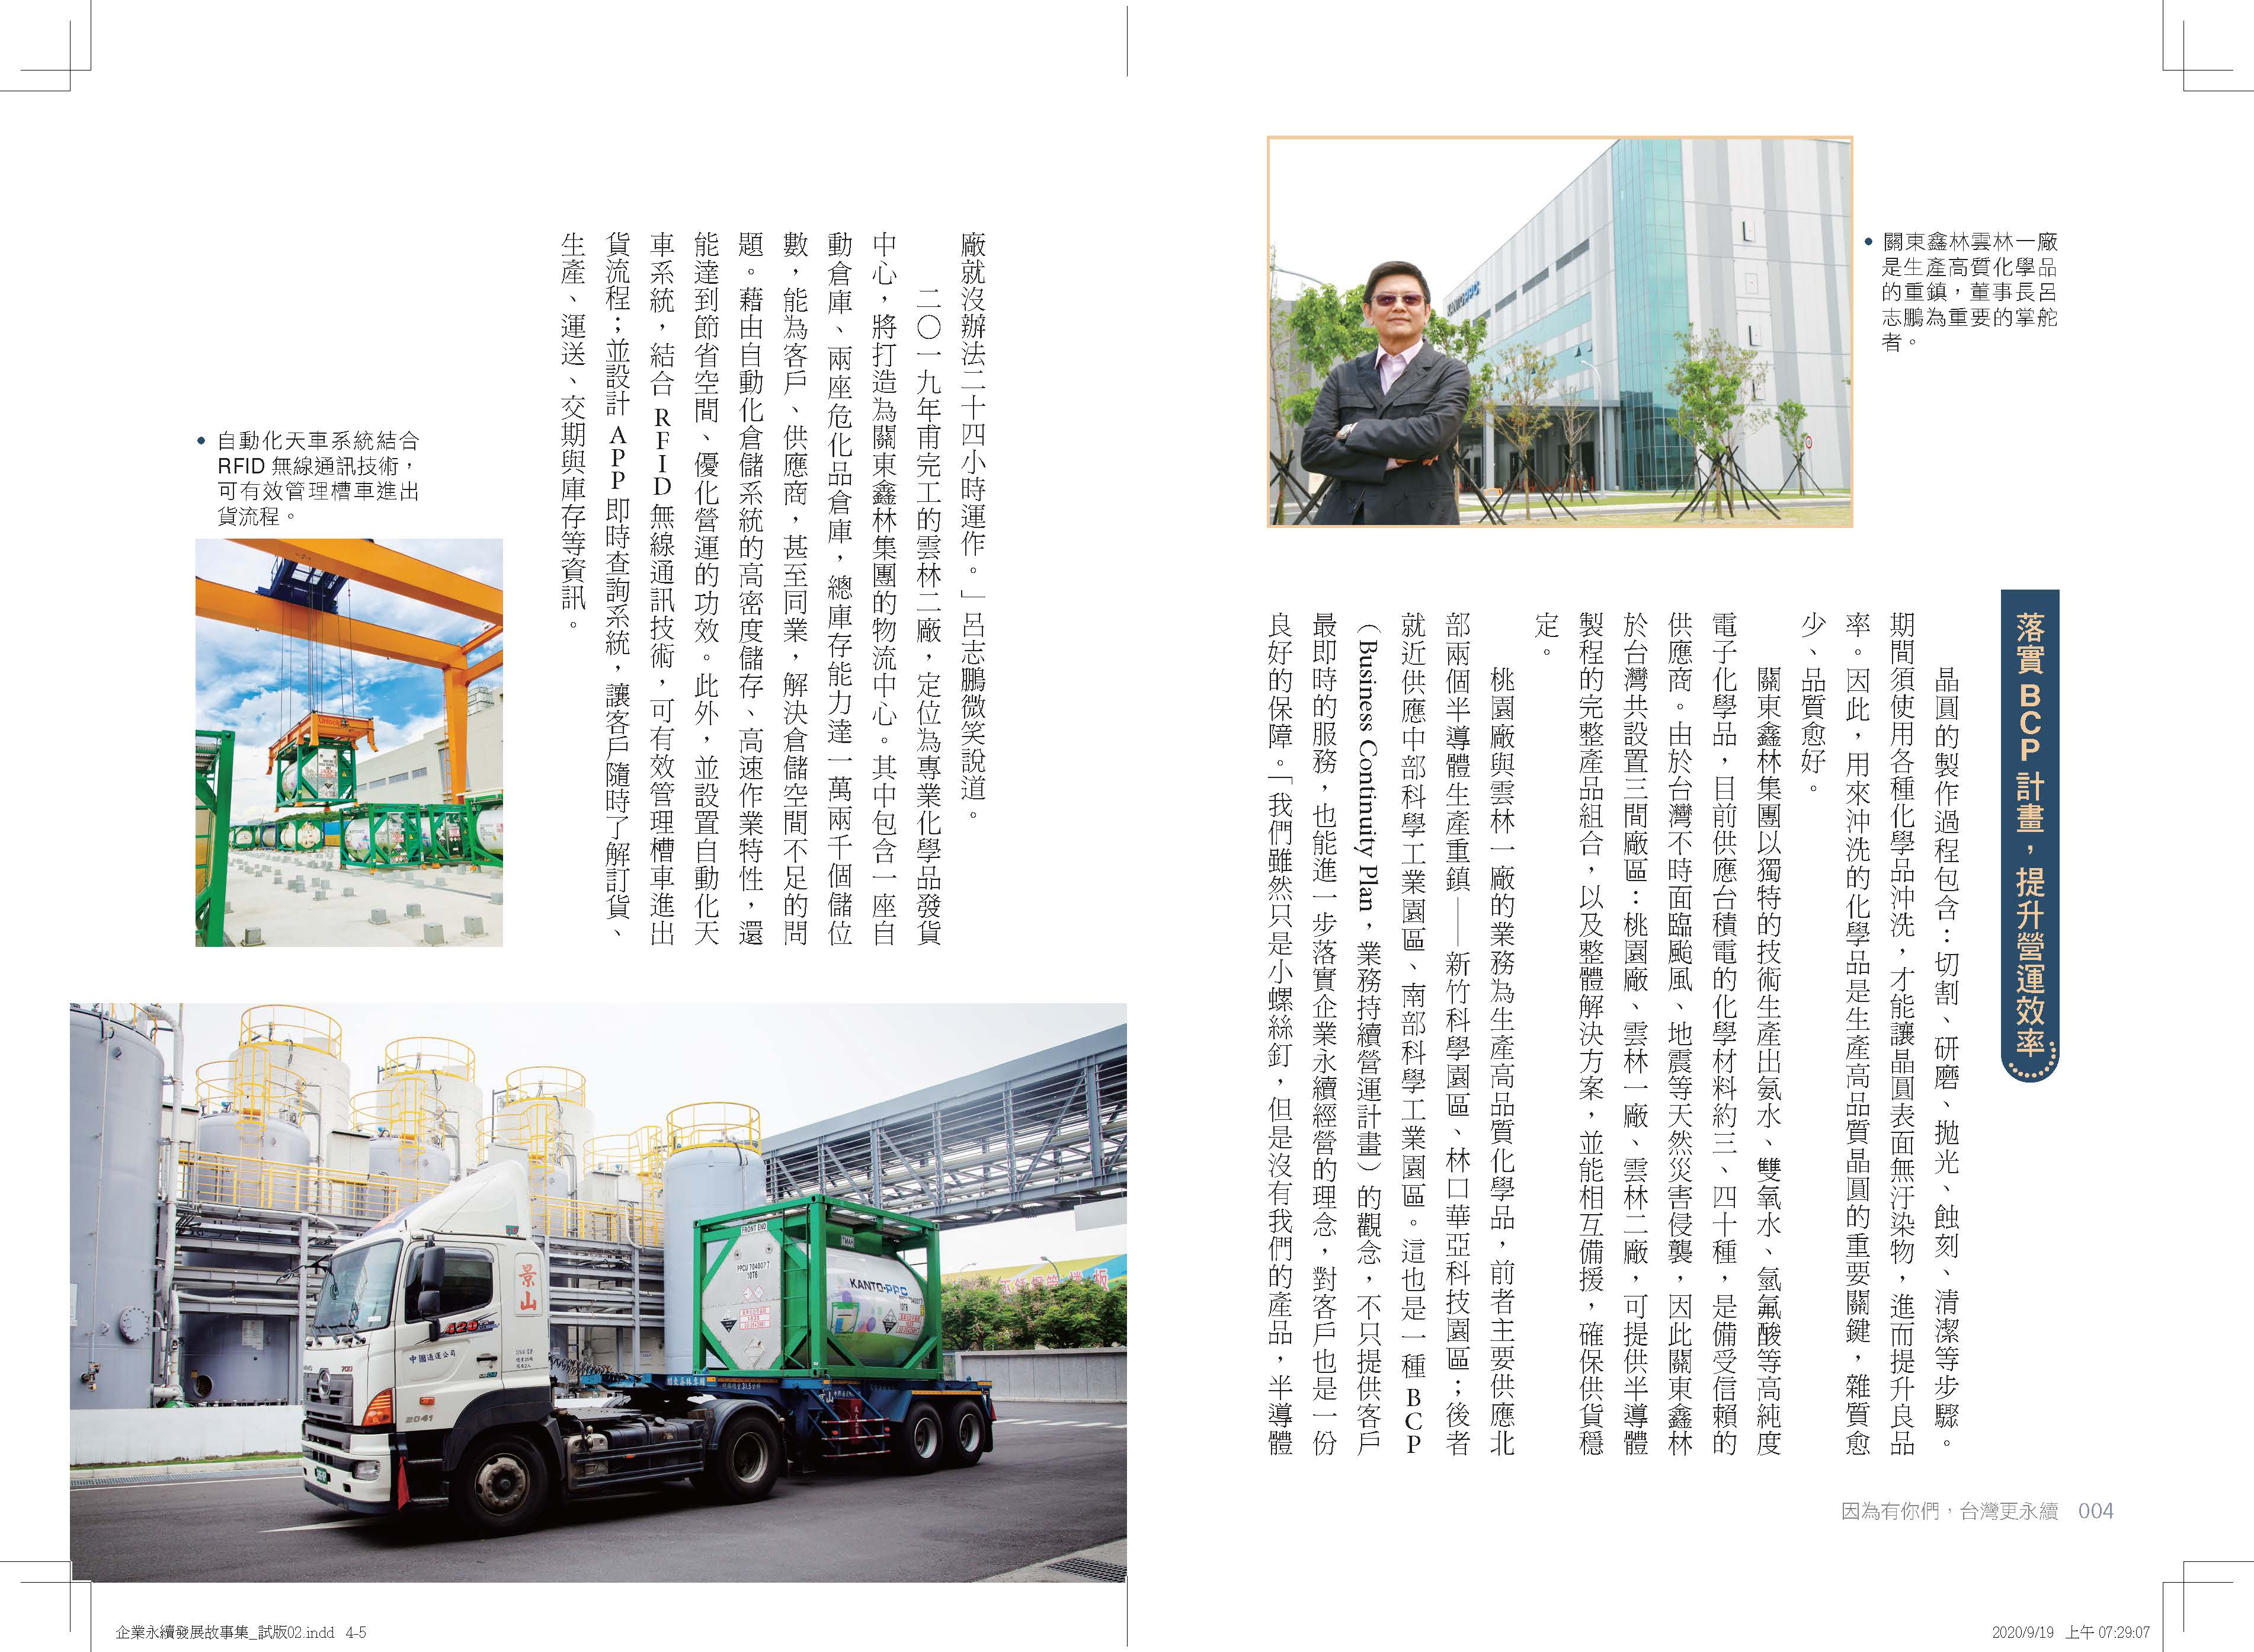 關東鑫林雲林一廠
是生產高質化學品
的重鎮，董事長呂
志鵬為重要的掌舵
者。
KANTO-PPC
落實BCP計畫，提升營運效率
晶圓的製作過程包含：切割、研磨、拋光、蝕刻、清潔等步驟。
期間須使用各種化學品沖洗，才能讓晶圓表面無汙染物，進而提升良品
率。因此，用來沖洗的化學品是生產高品質晶圓的重要關鍵，雜質愈
少、品質愈好。
關東鑫林集團以獨特的技術生產出氨水、雙氧水、氫氟酸等高純度
電子化學品，目前供應台積電的化學材料約三、四十種，是備受信賴的
供應商。由於台灣不時面臨颱風、地震等天然災害侵襲，因此關東鑫林
於台灣共設置三間廠區：桃園廠、雲林一廠、雲林二廠，可提供半導體
製程的完整產品組合，以及整體解決方案，並能相互備援，確保供貨穩
定。
桃園廠與雲林一廠的業務為生產高品質化學品，前者主要供應北
部兩個半導體生產重鎮——新竹科學園區、林口華亞科技園區；後者
就近供應中部科學工業園區、南部科學工業園區。這也是一種BCP
（Business Continuity Plan，業務持續營運計畫）的觀念，不只提供客戶
最即時的服務，也能進一步落實企業永續經營的理念，對客戶也是一份
良好的保障。「我們雖然只是小螺絲釘，但是沒有我們的產品，半導體
因為有你們，台灣更永續 004
廠就沒辦法二十四小時運作。」呂志鵬微笑說道。
二〇一九年甫完工的雲林二廠，定位為專業化學品發貨
中心，將打造為關東鑫林集團的物流中心。其中包含一座自
動倉庫、兩座危化品倉庫，總庫存能力達一萬兩千個儲位
數，能為客戶、供應商，甚至同業，解決倉儲空間不足的問
題。藉由自動化倉儲系統的高密度儲存、高速作業特性，還
能達到節省空間、優化營運的功效。此外，並設置自動化天
車系統，結合RFID無線通訊技術，可有效管理槽車進出
貨流程；並設計APP即時查詢系統，讓客戶隨時了解訂貨、
生產、運送、交期與庫存等資訊。
自動化天車系統結合
RFID 無線通訊技術，
可有效管理槽車進出
貨流程。
FRONT END
TMAH
PPCU 704007 7
10T6
KANTO-PPC
景山
中國通運公司
420
700
2041
企業永續發展故事集_試版02.indd 4-5
2020/9/19 上午 07:29:07